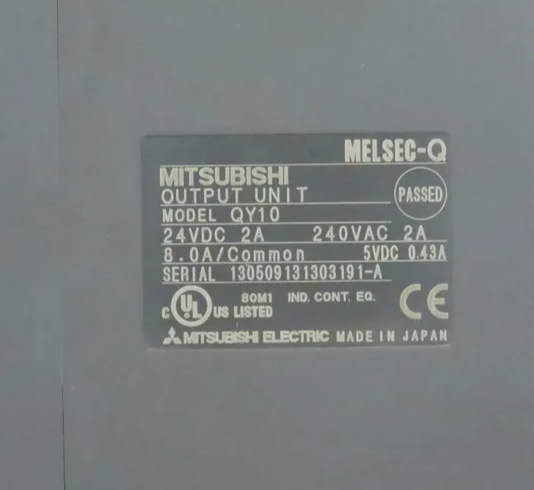 MELSEC-Q
MITSUBISHI
OUTPUT UNIT
PASSED
MODEL QY10
24VDC 2A 240VAC 2A
8.0A/Common 5VDC 0.43A
SERIAL 130509131303191-A
C UL US LISTED
80M1 IND. CONT. EQ.
CE
MITSUBISHI ELECTRIC MADE IN JAPAN